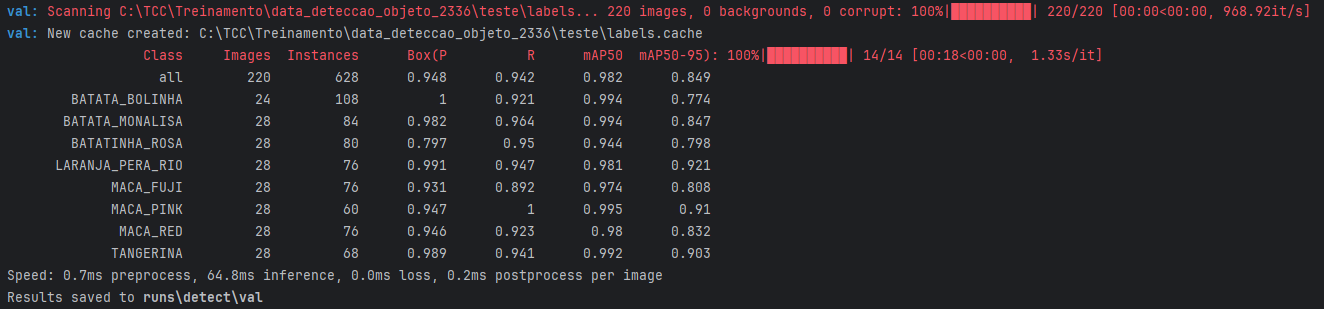 val: Scanning C:\TCC\Treinamento\data_deteccao_objeto_2336\teste\labels... 220 images, 0 backgrounds, 0 corrupt: 100%|██████████| 220/220 [00:00<00:00, 968.92it/s]
val: New cache created: C:\TCC\Treinamento\data_deteccao_objeto_2336\teste\labels.cache
Class Images Instances Box(P R mAP50 mAP50-95): 100%|██████████| 14/14 [00:18<00:00, 1.33s/it]
all 220 628 0.948 0.942 0.982 0.849
BATATA_BOLINHA 24 108 1 0.921 0.994 0.774
BATATA_MONALISA 28 84 0.982 0.964 0.994 0.847
BATATINHA_ROSA 28 80 0.797 0.95 0.944 0.798
LARANJA_PERA_RIO 28 76 0.991 0.947 0.981 0.921
MACA_FUJI 28 76 0.931 0.892 0.974 0.808
MACA_PINK 28 60 0.947 1 0.995 0.91
MACA_RED 28 76 0.946 0.923 0.98 0.832
TANGERINA 28 68 0.989 0.941 0.992 0.903
Speed: 0.7ms preprocess, 64.8ms inference, 0.0ms loss, 0.2ms postprocess per image
Results saved to runs\detect\val